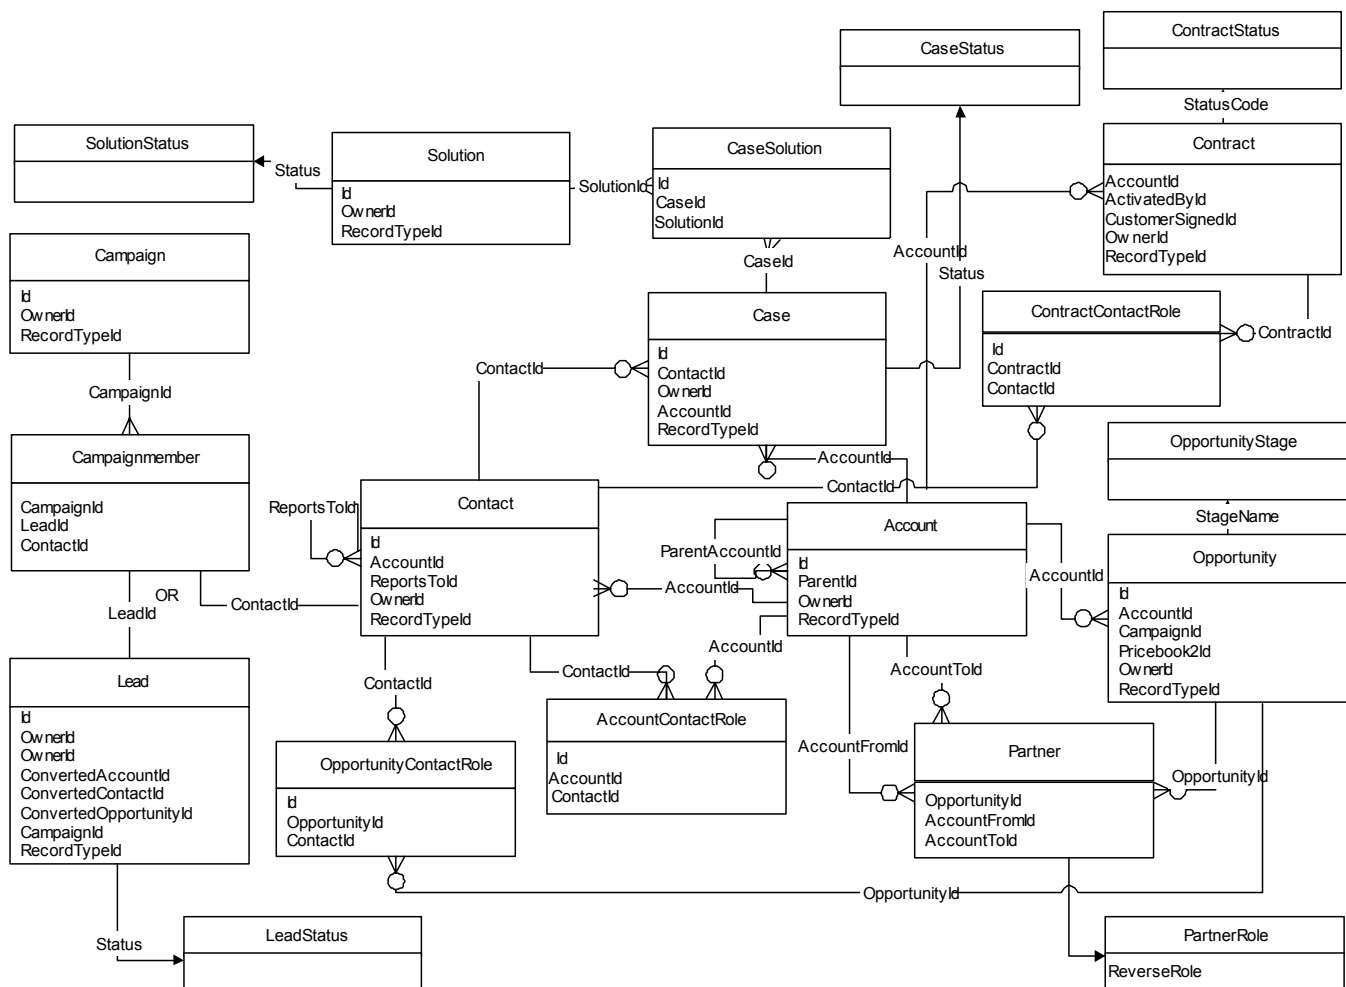 CaseStatus
ContractStatus
StatusCode
SolutionStatus
Status
Solution
Id
OwnerId
RecordTypeId
SolutionId
CaseSolution
Id
CaseId
SolutionId
CaseId
AccountId
Status
Contract
AccountId
ActivatedById
CustomerSignedId
OwnerId
RecordTypeId
Campaign
Id
OwnerId
RecordTypeId
CampaignId
Case
Id
ContactId
OwnerId
AccountId
RecordTypeId
ContactId
ContractContactRole
Id
ContractId
ContactId
ContractId
Campaignmember
CampaignId
LeadId
ContactId
AccountId
ContactId
OpportunityStage
StageName
ReportsToId
Contact
Id
AccountId
ReportsToId
OwnerId
RecordTypeId
ParentAccountId
AccountId
Account
Id
ParentId
OwnerId
RecordTypeId
AccountId
Opportunity
Id
AccountId
CampaignId
Pricebook2Id
OwnerId
RecordTypeId
OR
LeadId
ContactId
AccountId
ContactId
ContactId
AccountToId
Lead
Id
OwnerId
OwnerId
ConvertedAccountId
ConvertedContactId
ConvertedOpportunityId
CampaignId
RecordTypeId
OpportunityContactRole
Id
OpportunityId
ContactId
AccountContactRole
Id
AccountId
ContactId
AccountFromId
Partner
OpportunityId
AccountFromId
AccountToId
OpportunityId
OpportunityId
Status
LeadStatus
PartnerRole
ReverseRole